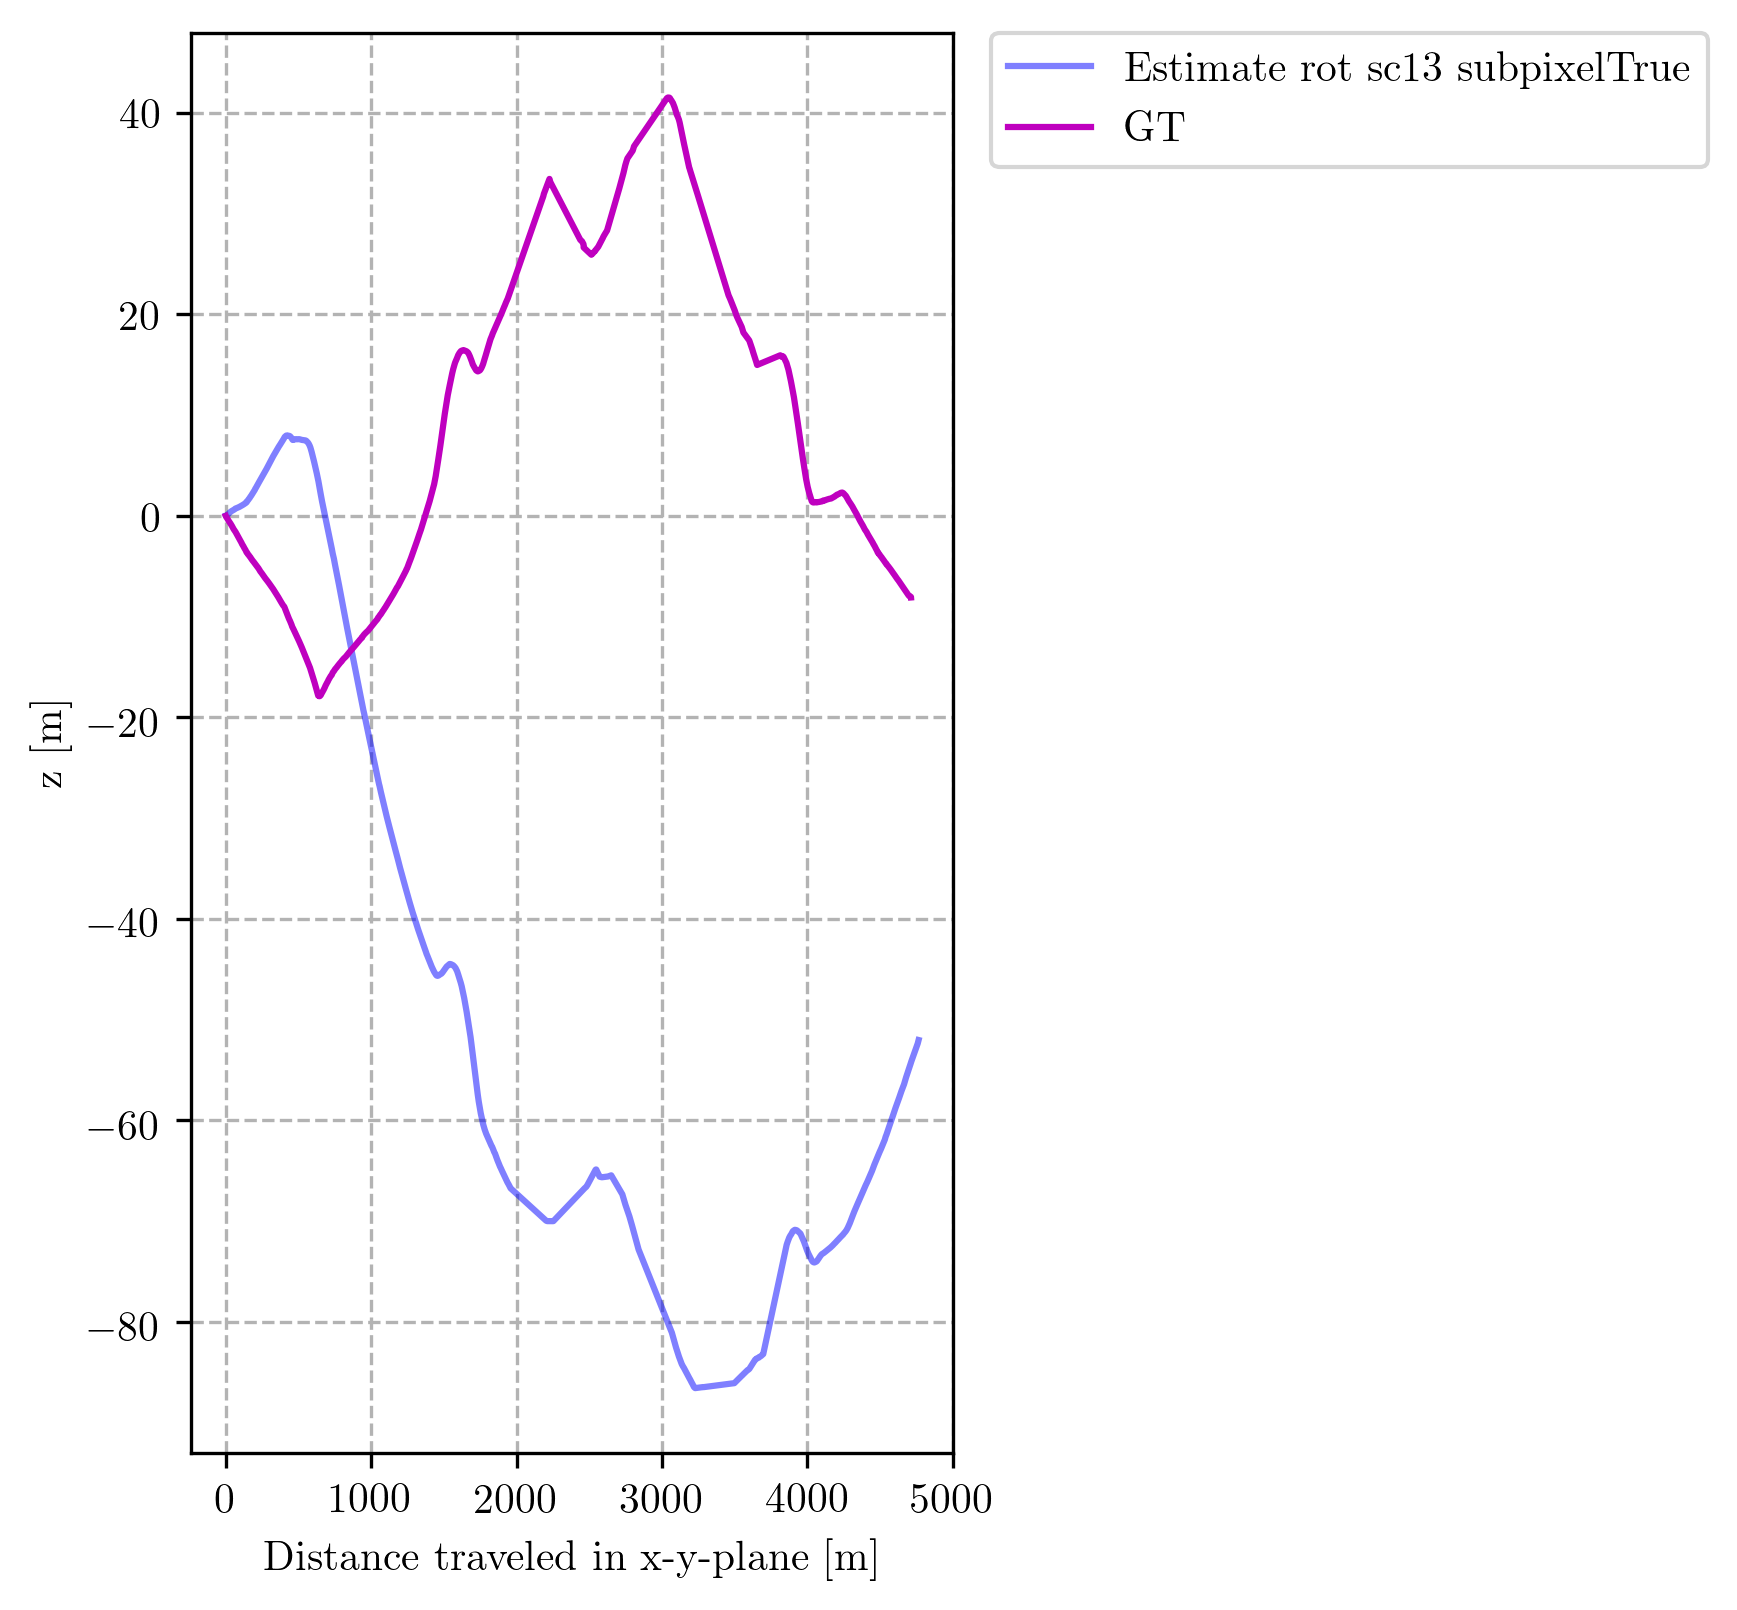 Estimate rot sc13 subpixelTrue
GT
40
20
0
−20
−40
−60
−80
z [m]
0 1000 2000 3000 4000 5000
Distance traveled in x-y-plane [m]